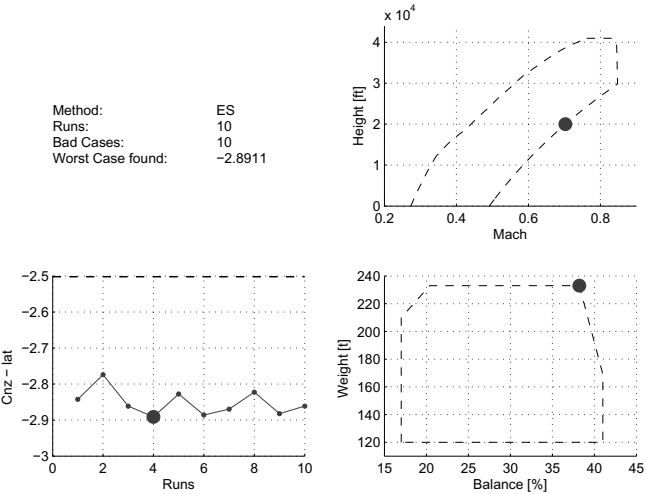 Method: ES
Runs: 10
Bad Cases: 10
Worst Case found: −2.8911
x 10⁴
4
3
2
1
0
0.2 0.4 0.6 0.8
Height [ft]
Mach
−2.5
−2.6
−2.7
−2.8
−2.9
−3
0 2 4 6 8 10
Cnz − lat
Runs
240
220
200
180
160
140
120
15 20 25 30 35 40 45
Weight [t]
Balance [%]